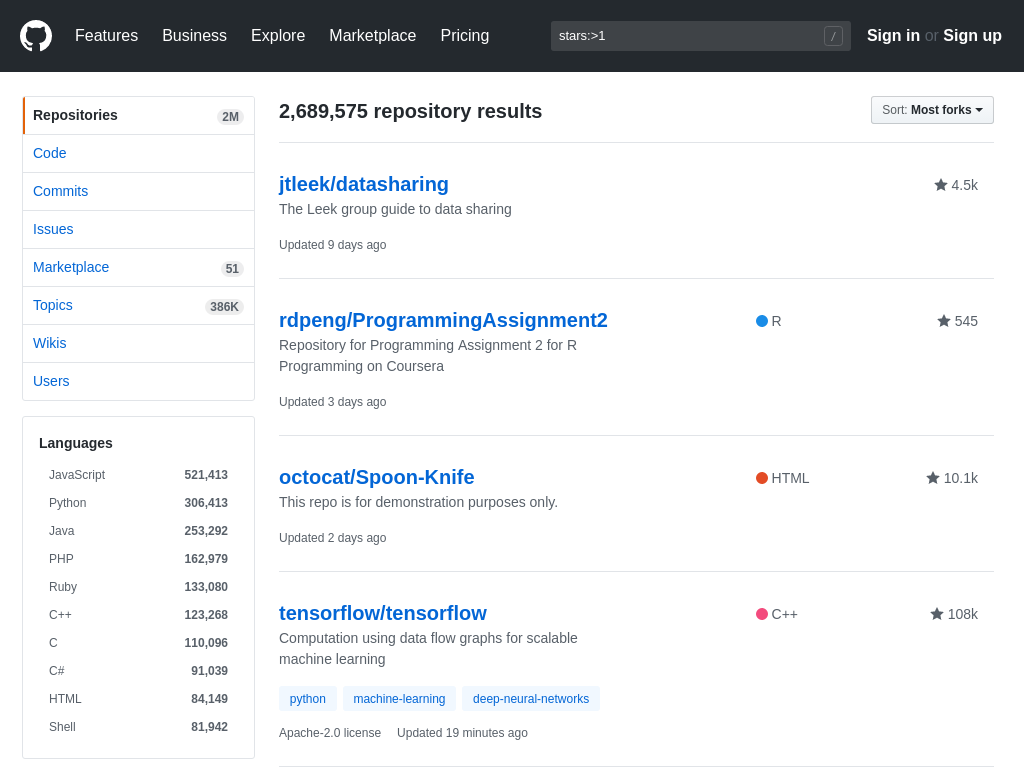 Features Business Explore Marketplace Pricing stars:>1 / Sign in or Sign up
Repositories 2M
Code
Commits
Issues
Marketplace 51
Topics 386K
Wikis
Users
Languages
JavaScript 521,413
Python 306,413
Java 253,292
PHP 162,979
Ruby 133,080
C++ 123,268
C 110,096
C# 91,039
HTML 84,149
Shell 81,942
2,689,575 repository results
Sort: Most forks
jtleek/datasharing 4.5k
The Leek group guide to data sharing
Updated 9 days ago
rdpeng/ProgrammingAssignment2 R 545
Repository for Programming Assignment 2 for R
Programming on Coursera
Updated 3 days ago
octocat/Spoon-Knife HTML 10.1k
This repo is for demonstration purposes only.
Updated 2 days ago
tensorflow/tensorflow C++ 108k
Computation using data flow graphs for scalable
machine learning
python machine-learning deep-neural-networks
Apache-2.0 license Updated 19 minutes ago